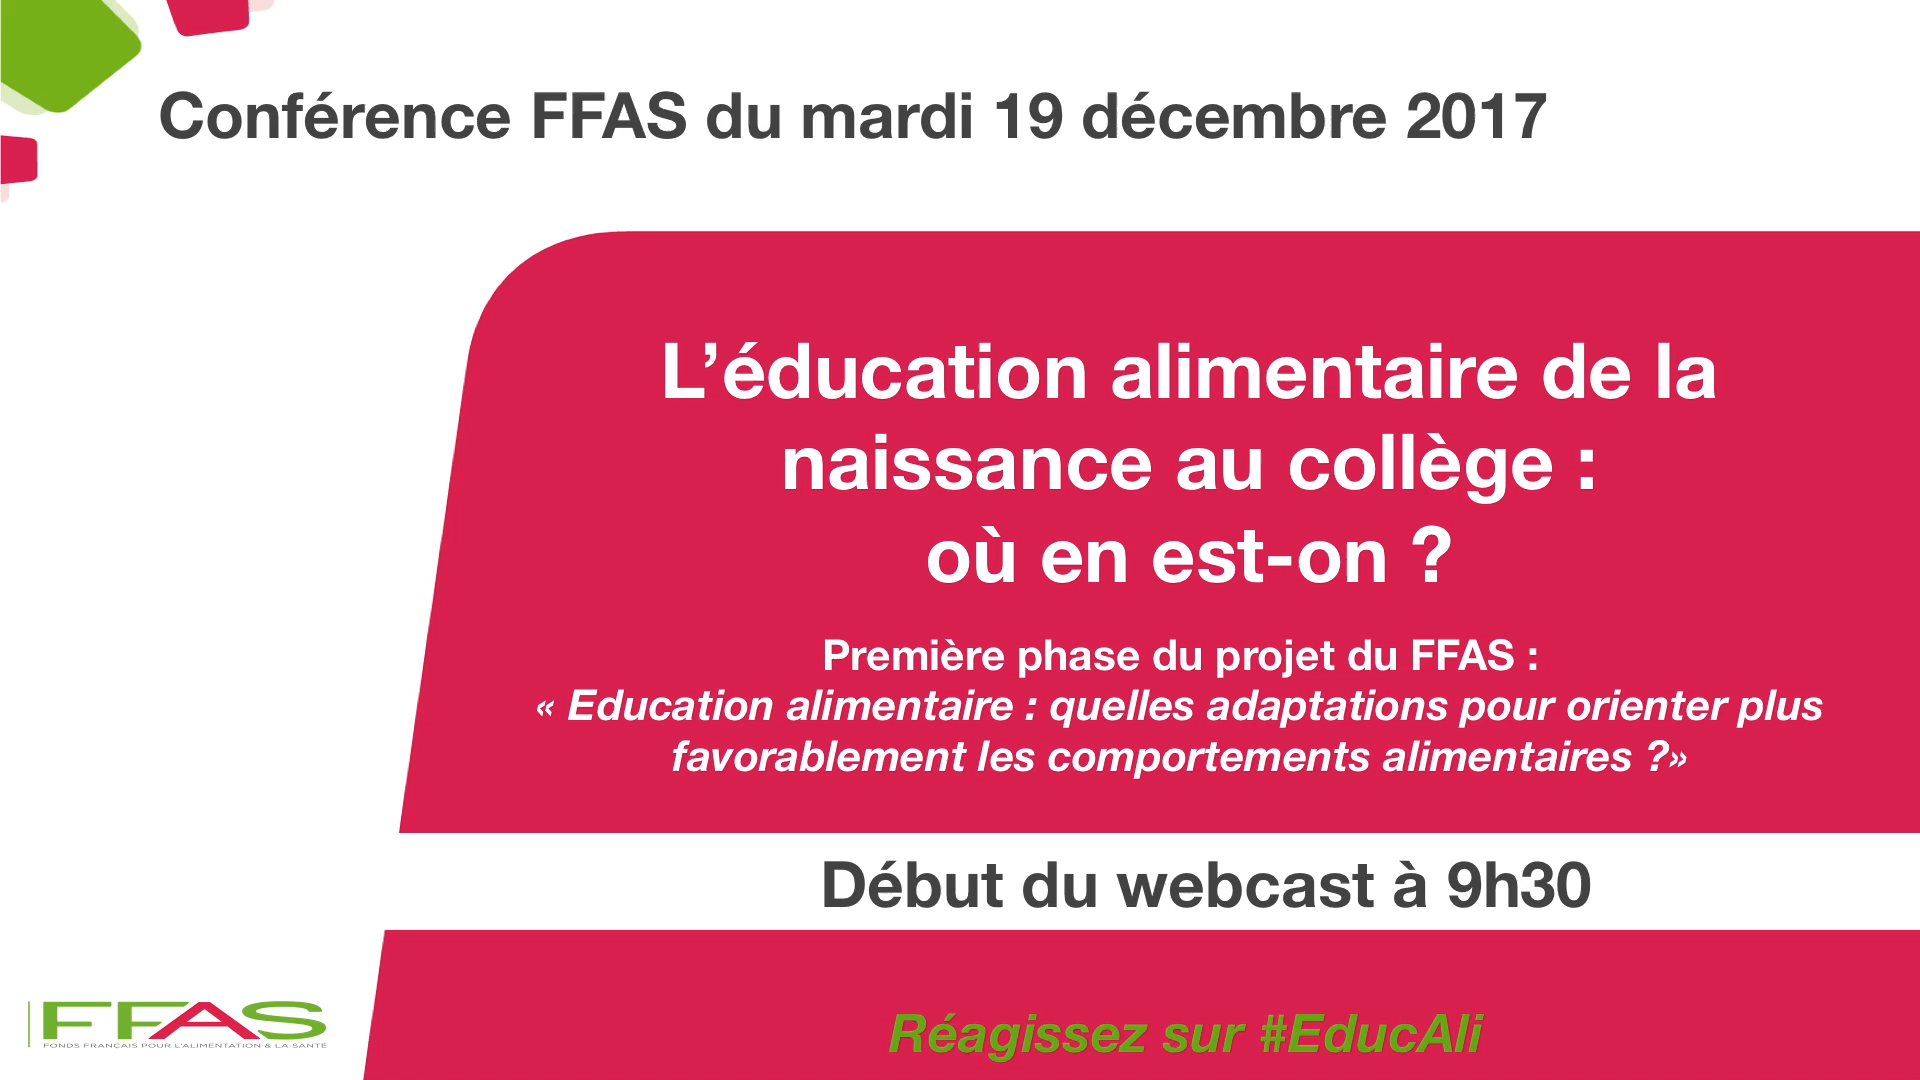 Conférence FFAS du mardi 19 décembre 2017
L’éducation alimentaire de la
naissance au collège :
où en est-on ?
Première phase du projet du FFAS :
« Education alimentaire : quelles adaptations pour orienter plus
favorablement les comportements alimentaires ?»
Début du webcast à 9h30
FFAS
FONDS FRANÇAIS POUR L'ALIMENTATION & LA SANTÉ
Réagissez sur #EducAli